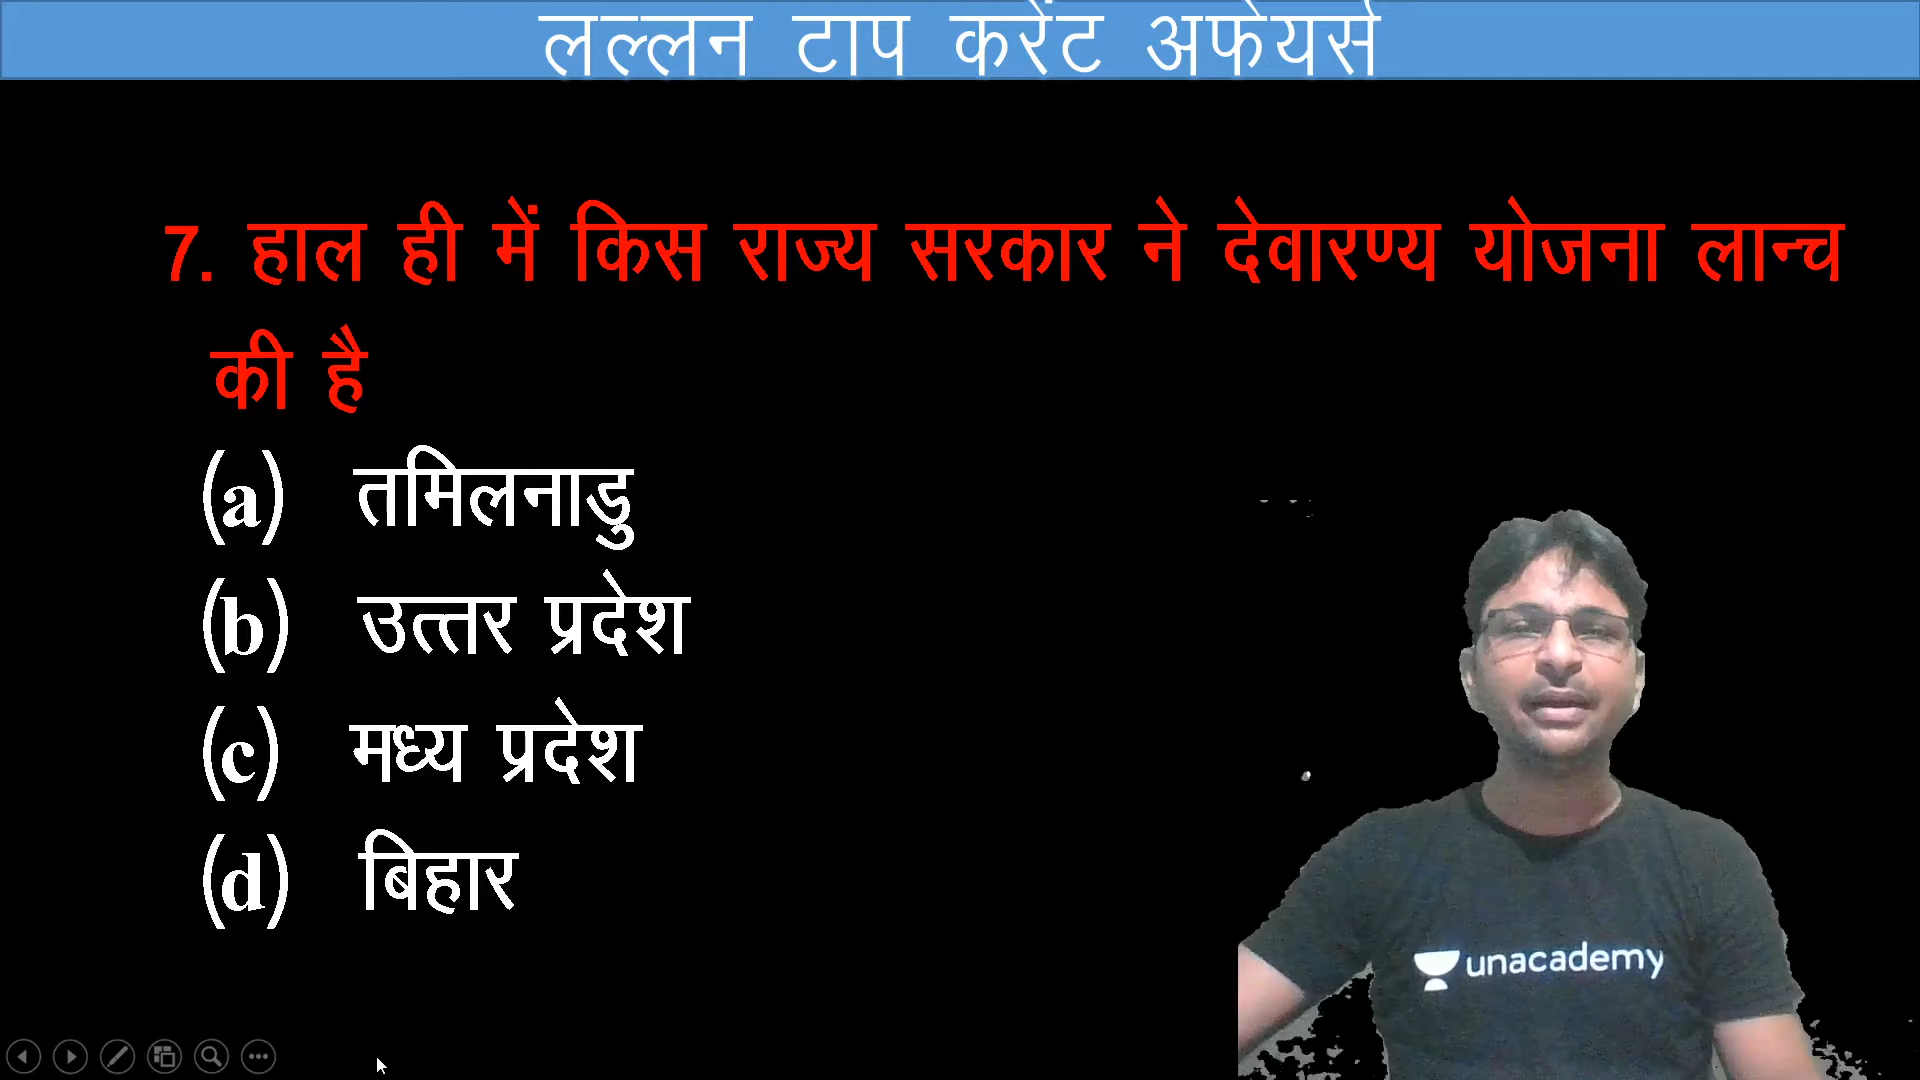 लल्लन टाप करेंट अफेयर्स
7. हाल ही में किस राज्य सरकार ने देवारण्य योजना लान्च
की है
(a) तमिलनाडु
(b) उत्तर प्रदेश
(c) मध्य प्रदेश
(d) बिहार
unacademy